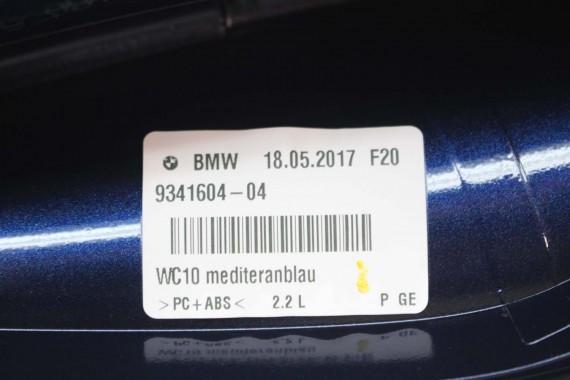 BMW 18.05.2017 F20
9341604-04
WC10 mediteranblau
>PC+ABS< 2.2 L P GE